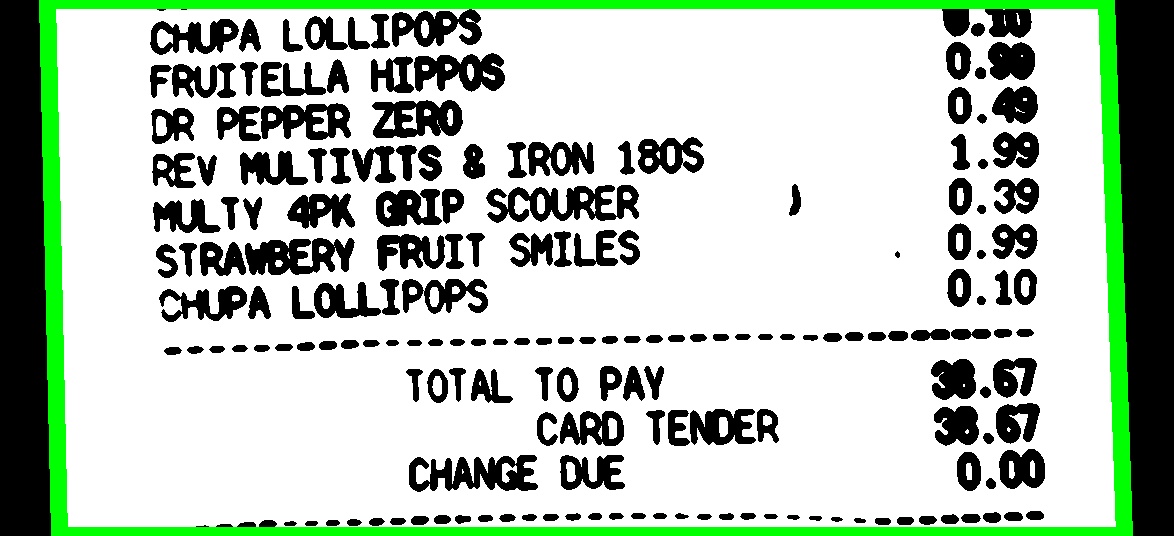 CHUPA LOLLIPOPS 0.10
FRUITELLA HIPPOS 0.99
DR PEPPER ZERO 0.49
REV MULTIVITS & IRON 180S 1.99
MULTY 4PK GRIP SCOURER 0.39
STRAWBERY FRUIT SMILES 0.99
CHUPA LOLLIPOPS 0.10
TOTAL TO PAY 38.67
CARD TENDER 38.67
CHANGE DUE 0.00